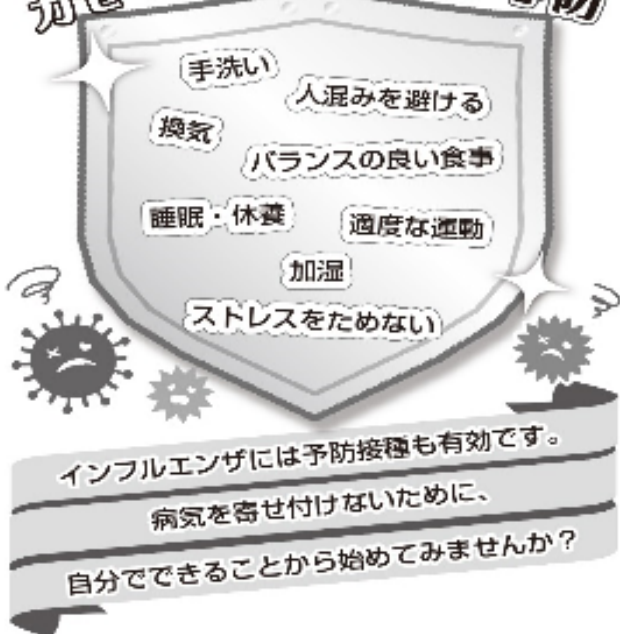 カゼ 予防
手洗い
人混みを避ける
換気
バランスの良い食事
睡眠・休養
適度な運動
加湿
ストレスをためない
インフルエンザには予防接種も有効です。
病気を寄せ付けないために、
自分でできることから始めてみませんか？